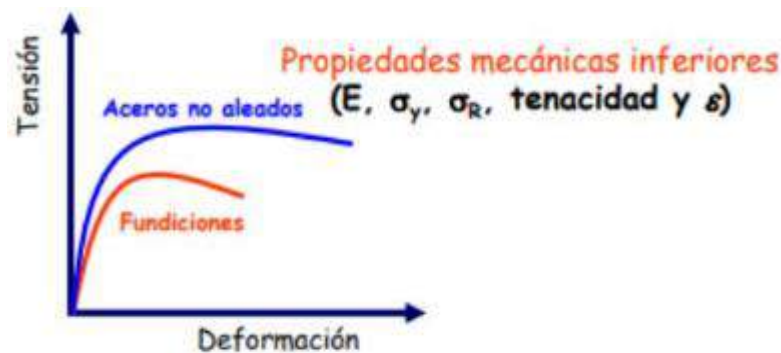 Tensión
Propiedades mecánicas inferiores
(E, σy, σR, tenacidad y ε)
Aceros no aleados
Fundiciones
Deformación